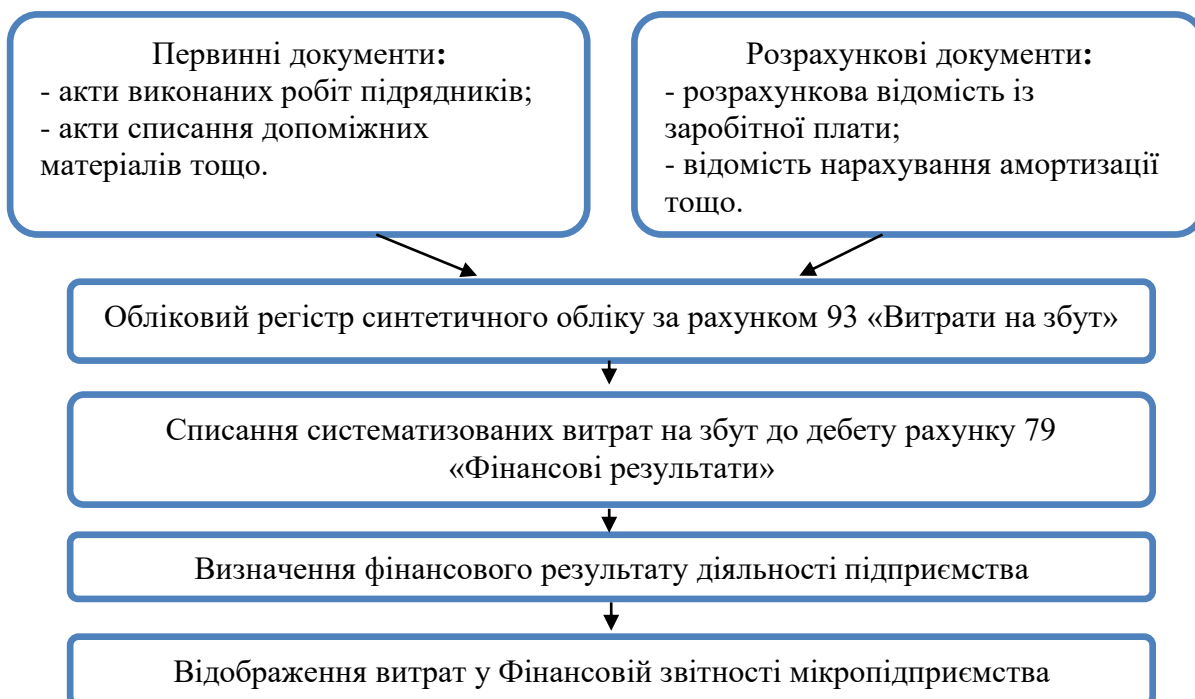 Первинні документи:
- акти виконаних робіт підрядників;
- акти списання допоміжних
матеріалів тощо.
Розрахункові документи:
- розрахункова відомість із
заробітної плати;
- відомість нарахування амортизації
тощо.
Обліковий регістр синтетичного обліку за рахунком 93 «Витрати на збут»
Списання систематизованих витрат на збут до дебету рахунку 79
«Фінансові результати»
Визначення фінансового результату діяльності підприємства
Відображення витрат у Фінансовій звітності мікропідприємства